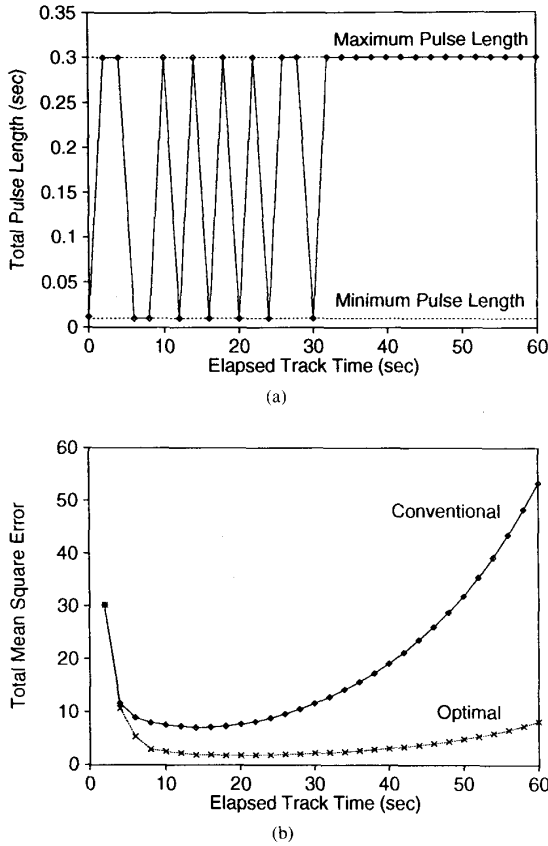 0.3
0.25
0.2
0.15
0.1
0.05
0
Total Pulse Length (sec)
Maximum Pulse Length
Minimum Pulse Length
0 10 20 30 40 50 60
Elapsed Track Time (sec)
(a)
60
50
40
30
20
10
0
Total Mean Square Error
Conventional
Optimal
0 10 20 30 40 50 60
Elapsed Track Time (sec)
(b)